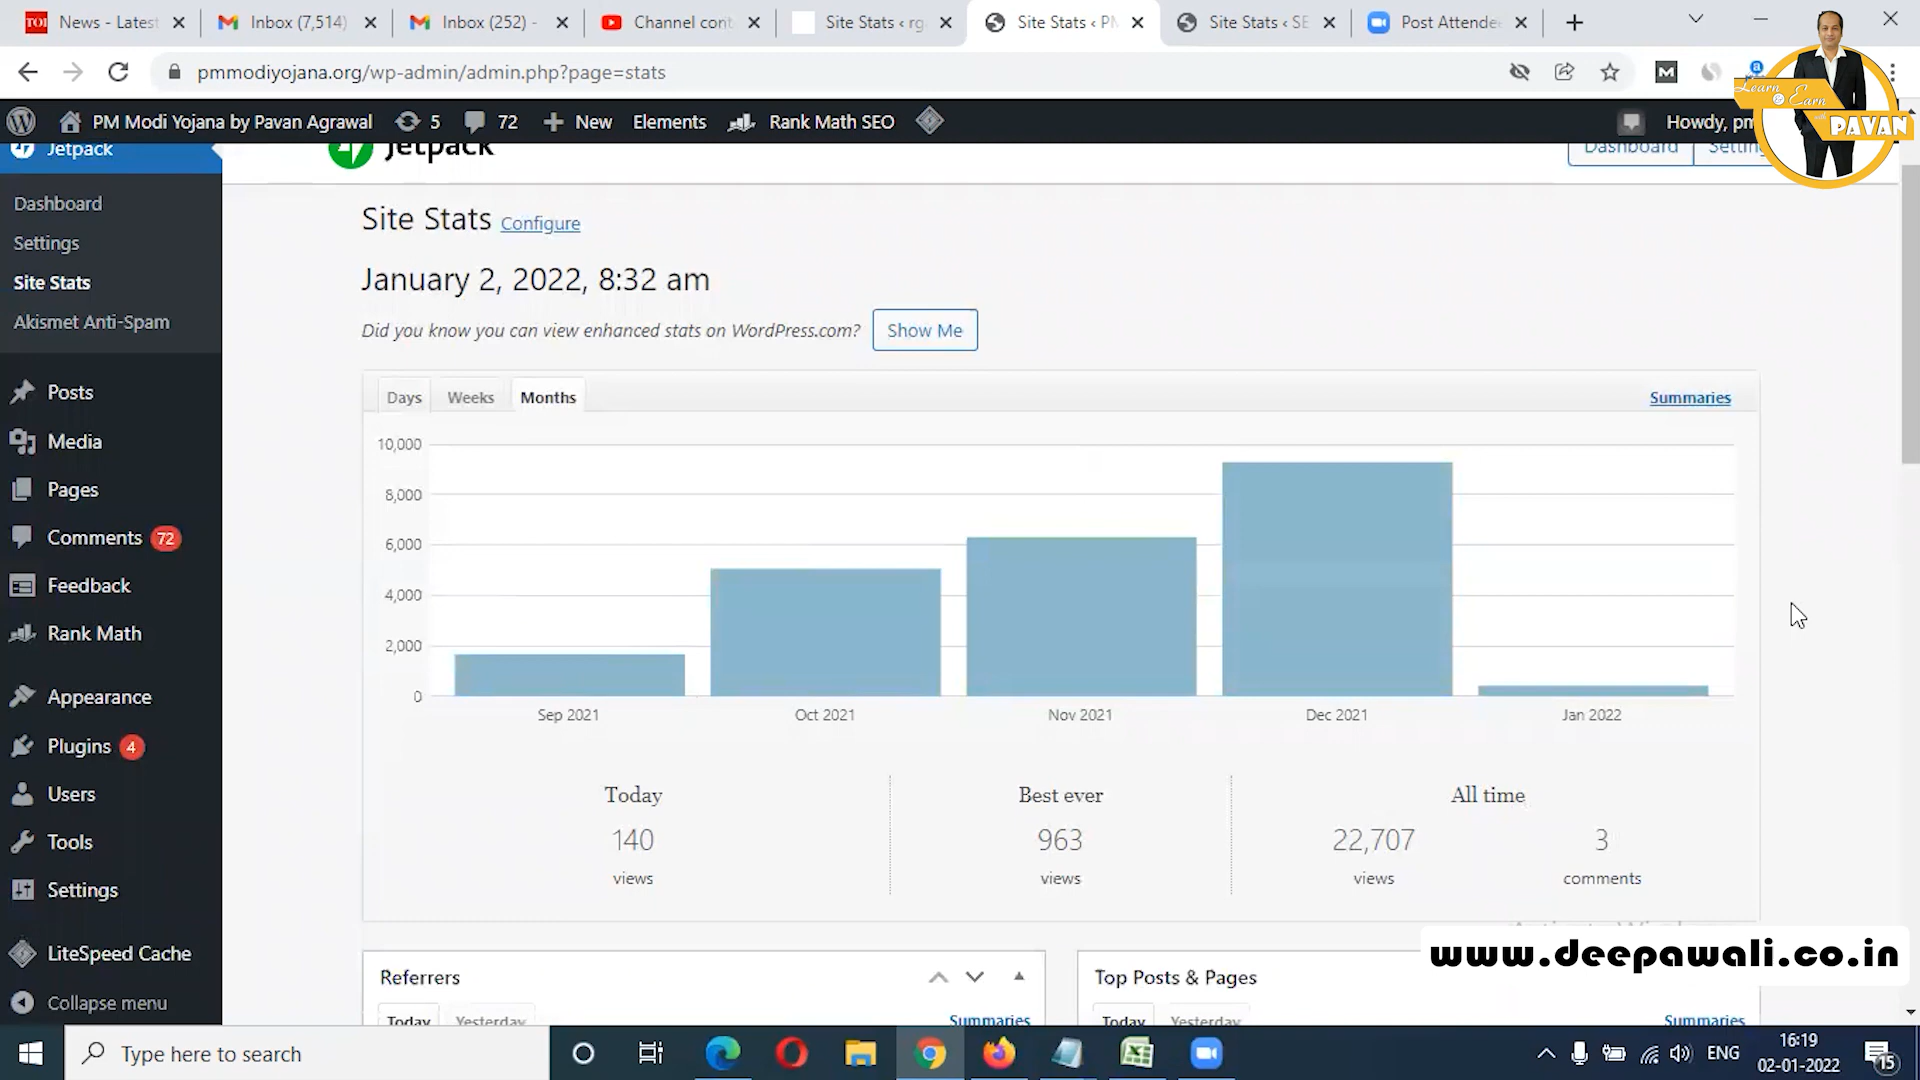 News - Latest
Inbox (7,514)
Inbox (252) -
Channel cont
Site Stats ‹ rg
Site Stats ‹ PM
Site Stats ‹ SE
Post Attende
pmmodiyojana.org/wp-admin/admin.php?page=stats
Learn & Earn with PAVAN
PM Modi Yojana by Pavan Agrawal
5
72
New
Elements
Rank Math SEO
Howdy, pm
Jetpack
Dashboard
Settings
Site Stats
Akismet Anti-Spam
Posts
Media
Pages
Comments 72
Feedback
Rank Math
Appearance
Plugins 4
Users
Tools
Settings
LiteSpeed Cache
Collapse menu
Jetpack
Dashboard
Setting
Site Stats Configure
January 2, 2022, 8:32 am
Did you know you can view enhanced stats on WordPress.com? Show Me
Days Weeks Months Summaries
10,000
8,000
6,000
4,000
2,000
0
Sep 2021 Oct 2021 Nov 2021 Dec 2021 Jan 2022
Today Best ever All time
140 963 22,707 3
views views views comments
www.deepawali.co.in
Referrers
Today Yesterday Summaries
Top Posts & Pages
Today Yesterday Summaries
Type here to search
ENG
16:19
02-01-2022
15